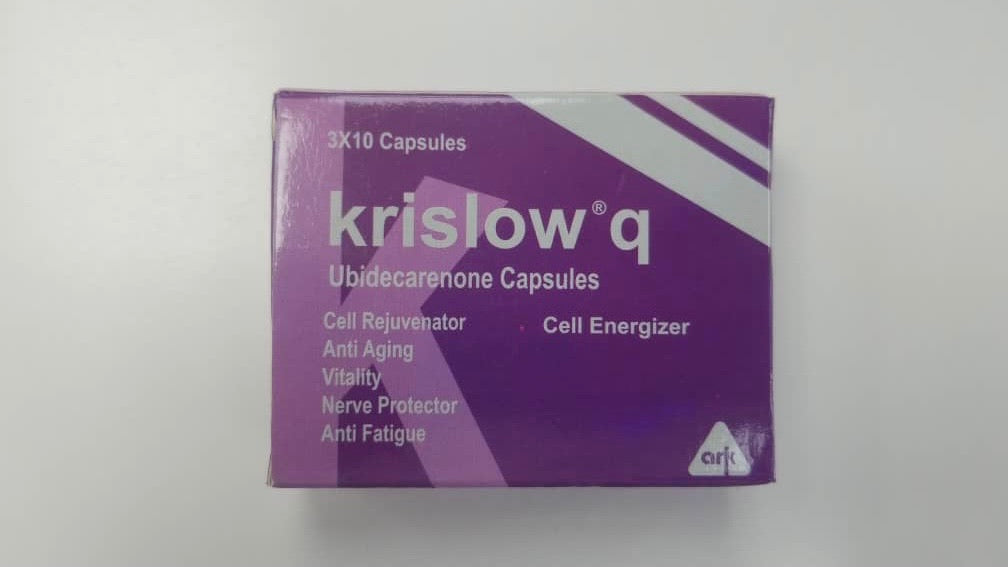 3X10 Capsules
krislow® q
Ubidecarenone Capsules
Cell Rejuvenator
Cell Energizer
Anti Aging
Vitality
Nerve Protector
Anti Fatigue
ark